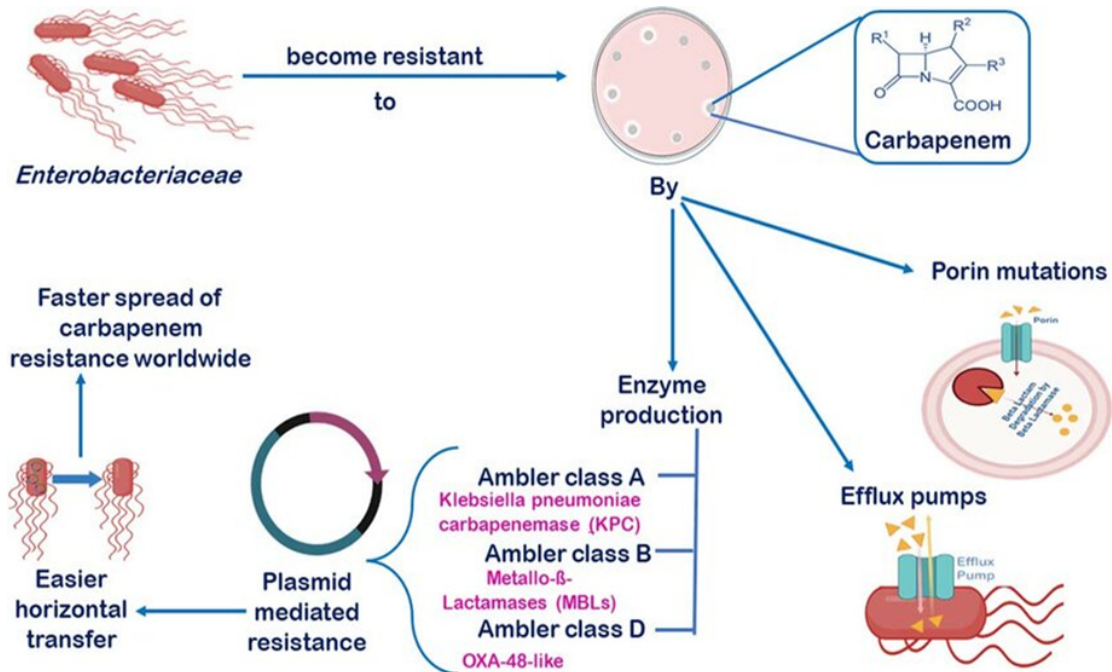 become resistant
to
Enterobacteriaceae
R¹
H
R²
R³
N
O
COOH
Carbapenem
By
Porin mutations
Porin
Beta Lactam
Degradation by
Beta Lactamase
Faster spread of
carbapenem
resistance worldwide
Enzyme
production
Ambler class A
Klebsiella pneumoniae
carbapenemase (KPC)
Ambler class B
Metallo-ß-
Lactamases (MBLs)
Ambler class D
OXA-48-like
Efflux pumps
Efflux
Pump
Plasmid
mediated
resistance
Easier
horizontal
transfer